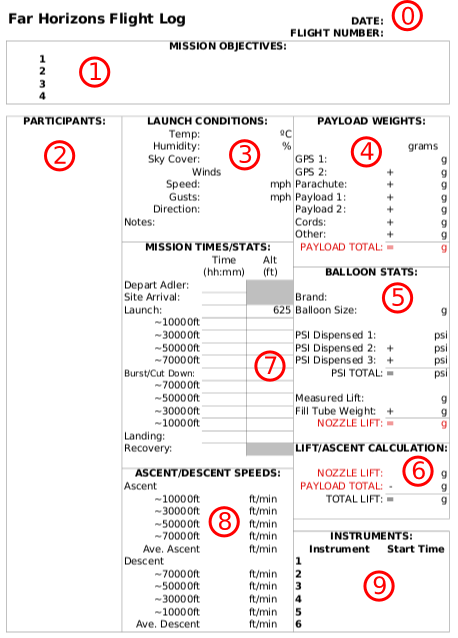 Far Horizons Flight Log
DATE:
0
FLIGHT NUMBER:
MISSION OBJECTIVES:
1
2
3
4
1
PARTICIPANTS:
2
LAUNCH CONDITIONS:
Temp: ºC
Humidity: %
3
Sky Cover:
Winds
Speed: mph
Gusts: mph
Direction:
Notes:
MISSION TIMES/STATS:
Time Alt
(hh:mm) (ft)
Depart Adler:
Site Arrival:
Launch: 625
~10000ft
~30000ft
~50000ft
~70000ft
7
Burst/Cut Down:
~70000ft
~50000ft
~30000ft
~10000ft
Landing:
Recovery:
ASCENT/DESCENT SPEEDS:
Ascent
~10000ft ft/min
~30000ft ft/min
8
~50000ft ft/min
~70000ft ft/min
Ave. Ascent ft/min
Descent
~70000ft ft/min
~50000ft ft/min
~30000ft ft/min
~10000ft ft/min
Ave. Descent ft/min
PAYLOAD WEIGHTS:
4
grams
GPS 1: g
GPS 2: + g
Parachute: + g
Payload 1: + g
Payload 2: + g
Cords: + g
Other: + g
PAYLOAD TOTAL: = g
BALLOON STATS:
5
Brand:
Balloon Size: g
PSI Dispensed 1: psi
PSI Dispensed 2: + psi
PSI Dispensed 3: + psi
PSI TOTAL: = psi
Measured Lift: g
Fill Tube Weight: + g
NOZZLE LIFT: = g
LIFT/ASCENT CALCULATION:
6
NOZZLE LIFT: g
PAYLOAD TOTAL: - g
TOTAL LIFT: = g
INSTRUMENTS:
Instrument Start Time
1
2
3
4
5
6
9